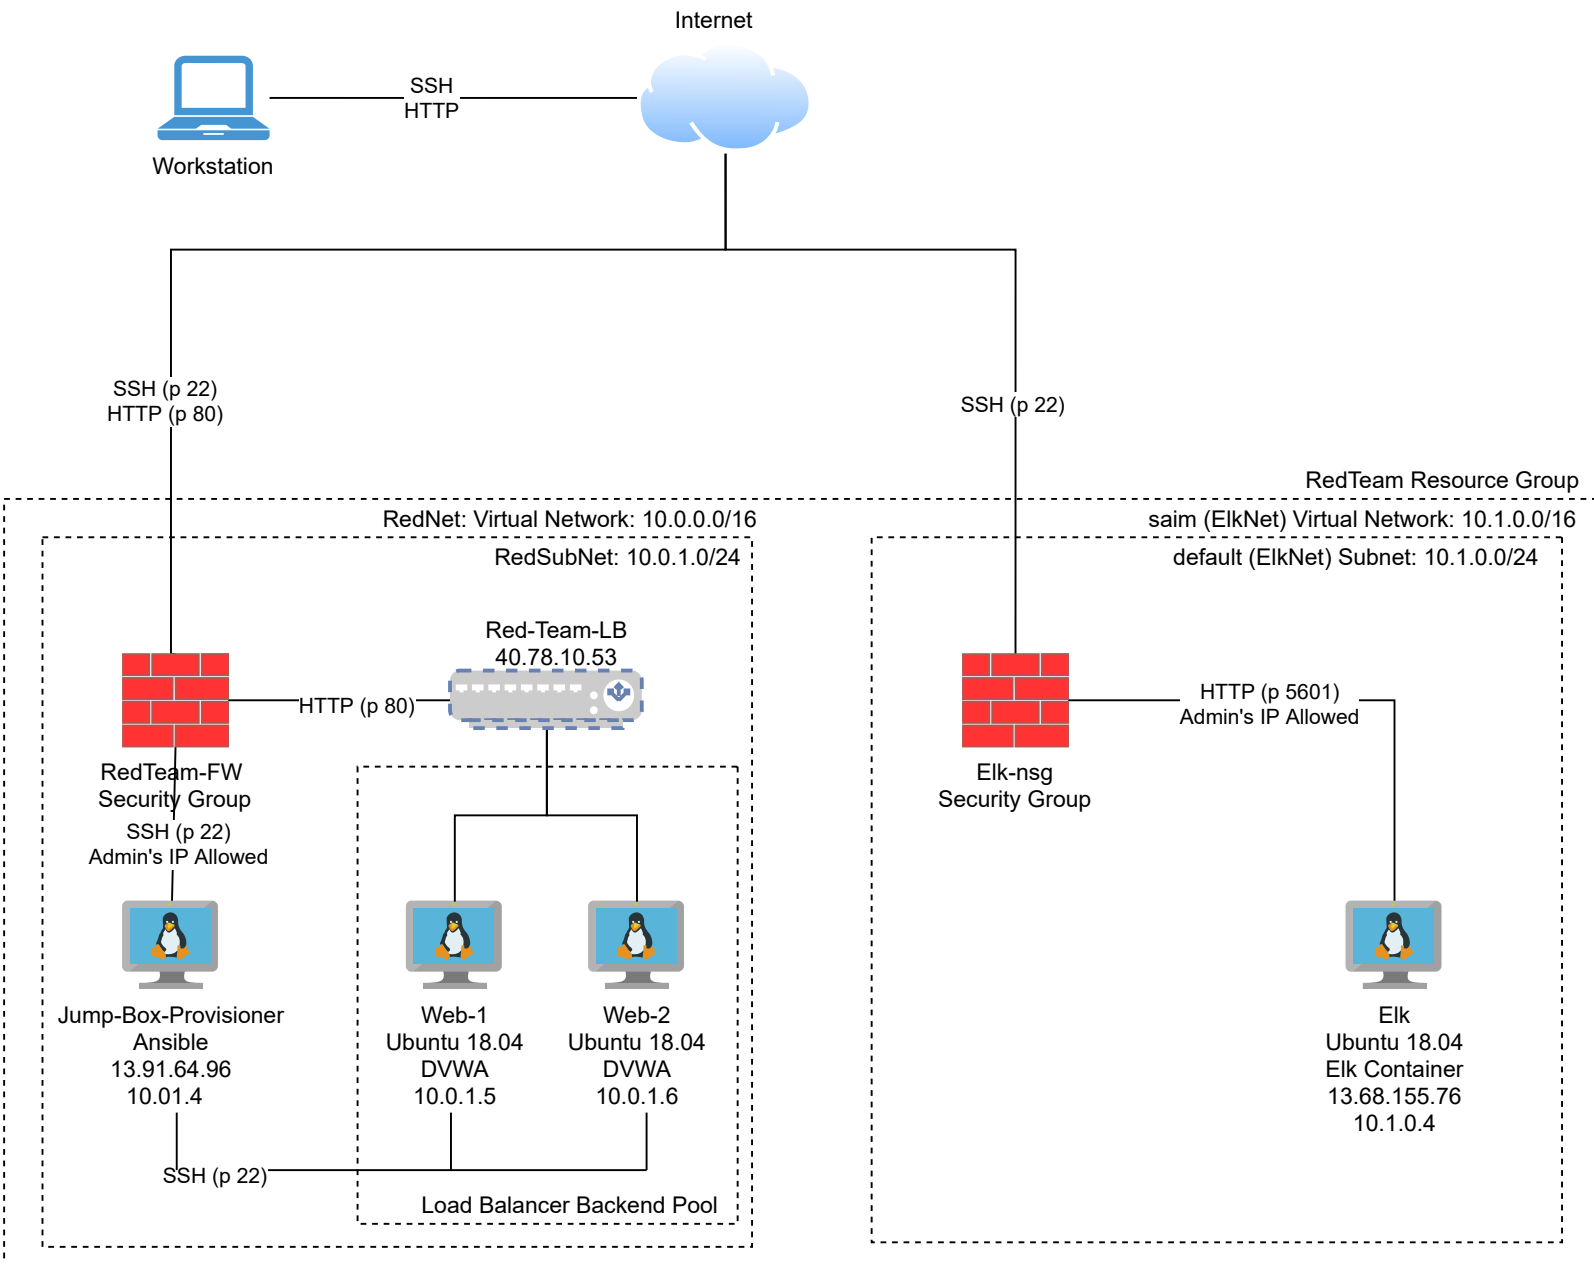 Internet
SSH
HTTP
Workstation
SSH (p 22)
HTTP (p 80)
SSH (p 22)
RedTeam Resource Group
RedNet: Virtual Network: 10.0.0.0/16
saim (ElkNet) Virtual Network: 10.1.0.0/16
RedSubNet: 10.0.1.0/24
default (ElkNet) Subnet: 10.1.0.0/24
Red-Team-LB
40.78.10.53
HTTP (p 80)
HTTP (p 5601)
Admin's IP Allowed
RedTeam-FW
Security Group
Elk-nsg
Security Group
SSH (p 22)
Admin's IP Allowed
Jump-Box-Provisioner
Ansible
13.91.64.96
10.01.4
Web-1
Ubuntu 18.04
DVWA
10.0.1.5
Web-2
Ubuntu 18.04
DVWA
10.0.1.6
Elk
Ubuntu 18.04
Elk Container
13.68.155.76
10.1.0.4
SSH (p 22)
Load Balancer Backend Pool